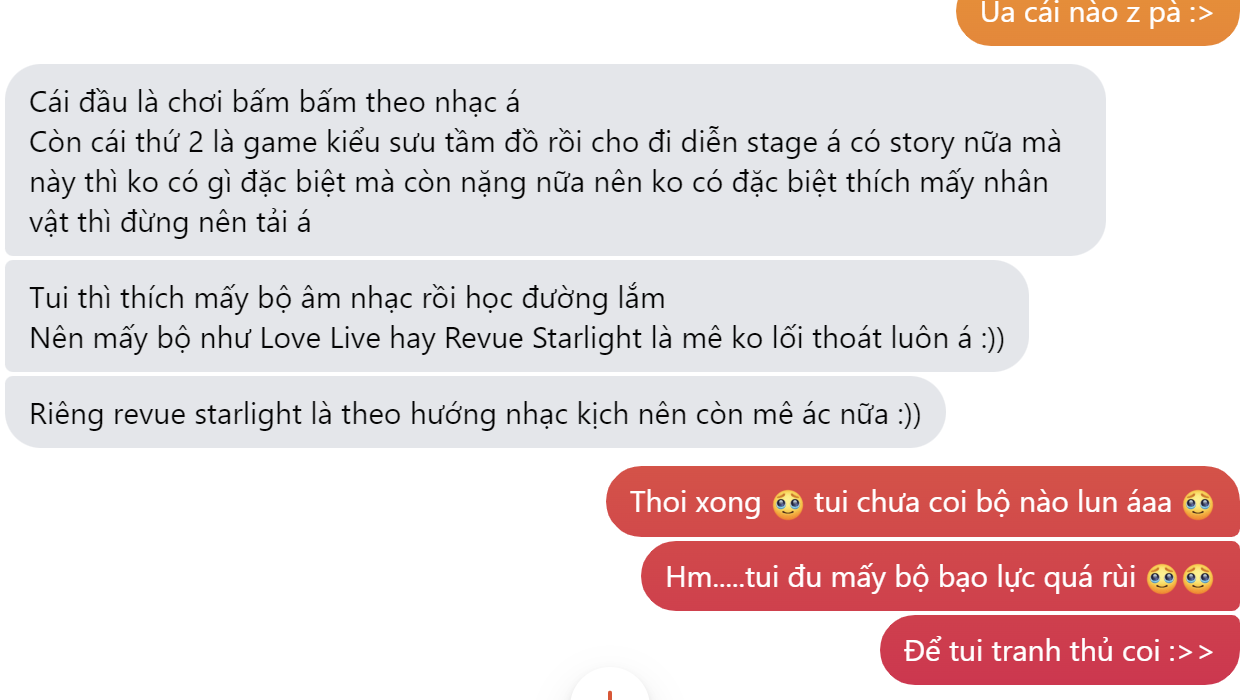 Ủa cái nào z pà :>
Cái đầu là chơi bấm bấm theo nhạc á
Còn cái thứ 2 là game kiểu sưu tầm đồ rồi cho đi diễn stage á có story nữa mà
này thì ko có gì đặc biệt mà còn nặng nữa nên ko có đặc biệt thích mấy nhân
vật thì đừng nên tải á
Tui thì thích mấy bộ âm nhạc rồi học đường lắm
Nên mấy bộ như Love Live hay Revue Starlight là mê ko lối thoát luôn á :))
Riêng revue starlight là theo hướng nhạc kịch nên còn mê ác nữa :))
Thoi xong 🥹 tui chưa coi bộ nào lun áaa 🥹
Hm.....tui đu mấy bộ bạo lực quá rùi 🥹🥹
Để tui tranh thủ coi :>>